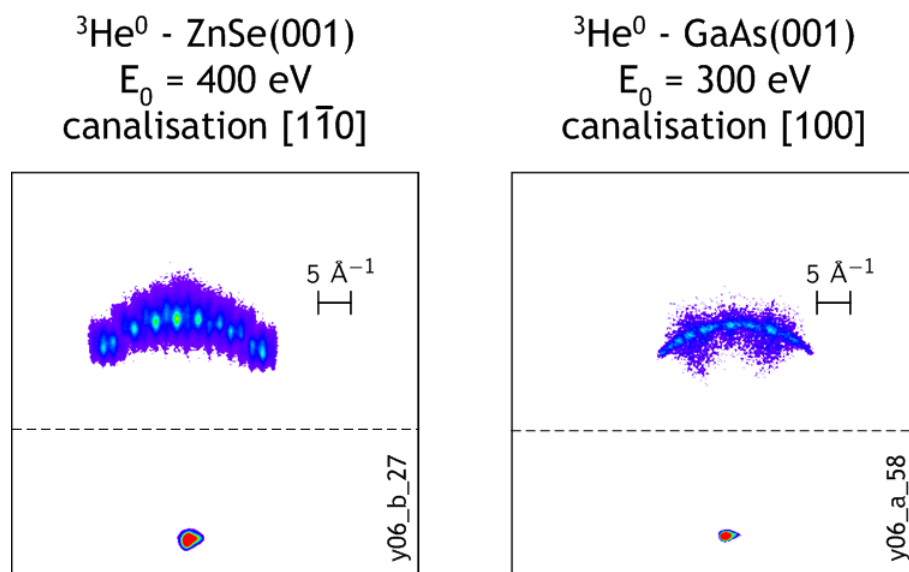 ³He⁰ - ZnSe(001)
E₀ = 400 eV
canalisation [11̅0]
5 Å⁻¹
y06_b_27
³He⁰ - GaAs(001)
E₀ = 300 eV
canalisation [100]
5 Å⁻¹
y06_a_58